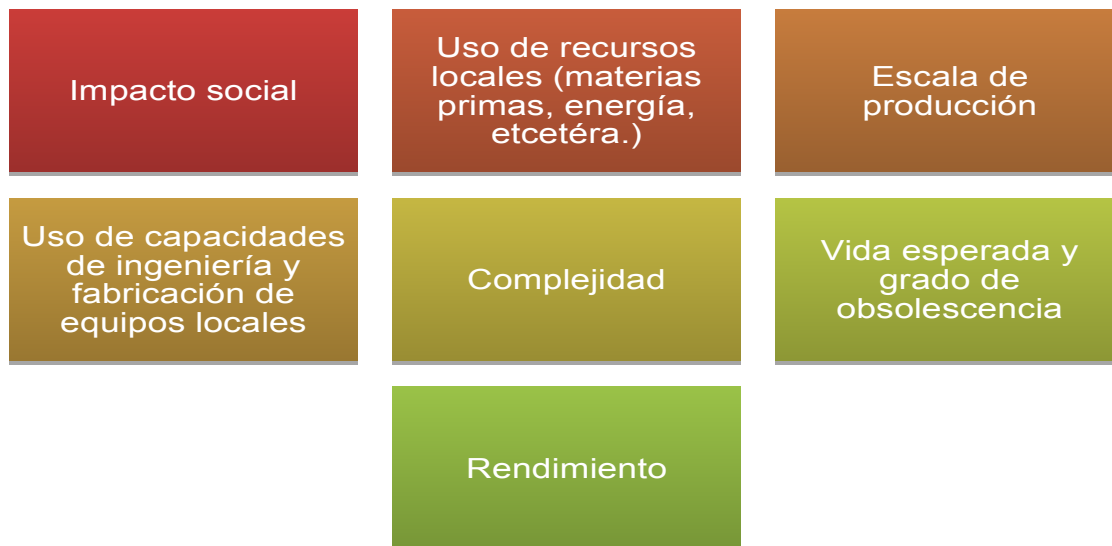 Impacto social
Uso de recursos
locales (materias
primas, energía,
etcetéra.)
Escala de
producción
Uso de capacidades
de ingeniería y
fabricación de
equipos locales
Complejidad
Vida esperada y
grado de
obsolescencia
Rendimiento